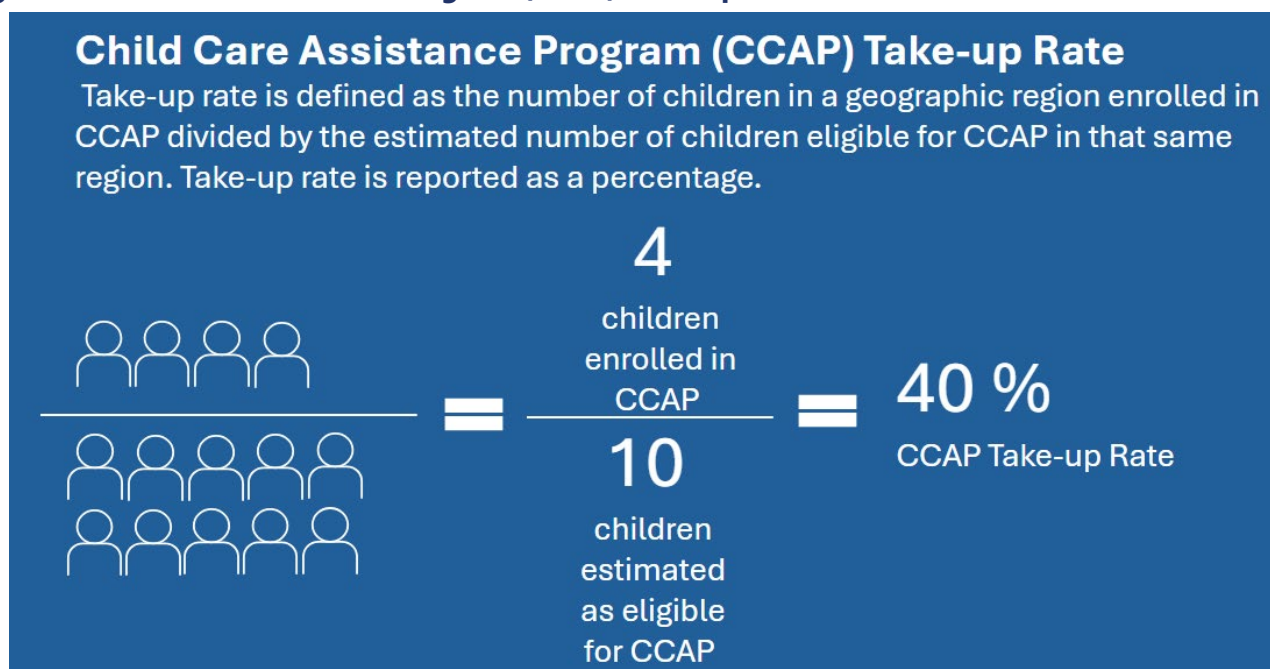 Child Care Assistance Program (CCAP) Take-up Rate
Take-up rate is defined as the number of children in a geographic region enrolled in
CCAP divided by the estimated number of children eligible for CCAP in that same
region. Take-up rate is reported as a percentage.
4
children
enrolled in
CCAP
=
=
40 %
CCAP Take-up Rate
10
children
estimated
as eligible
for CCAP